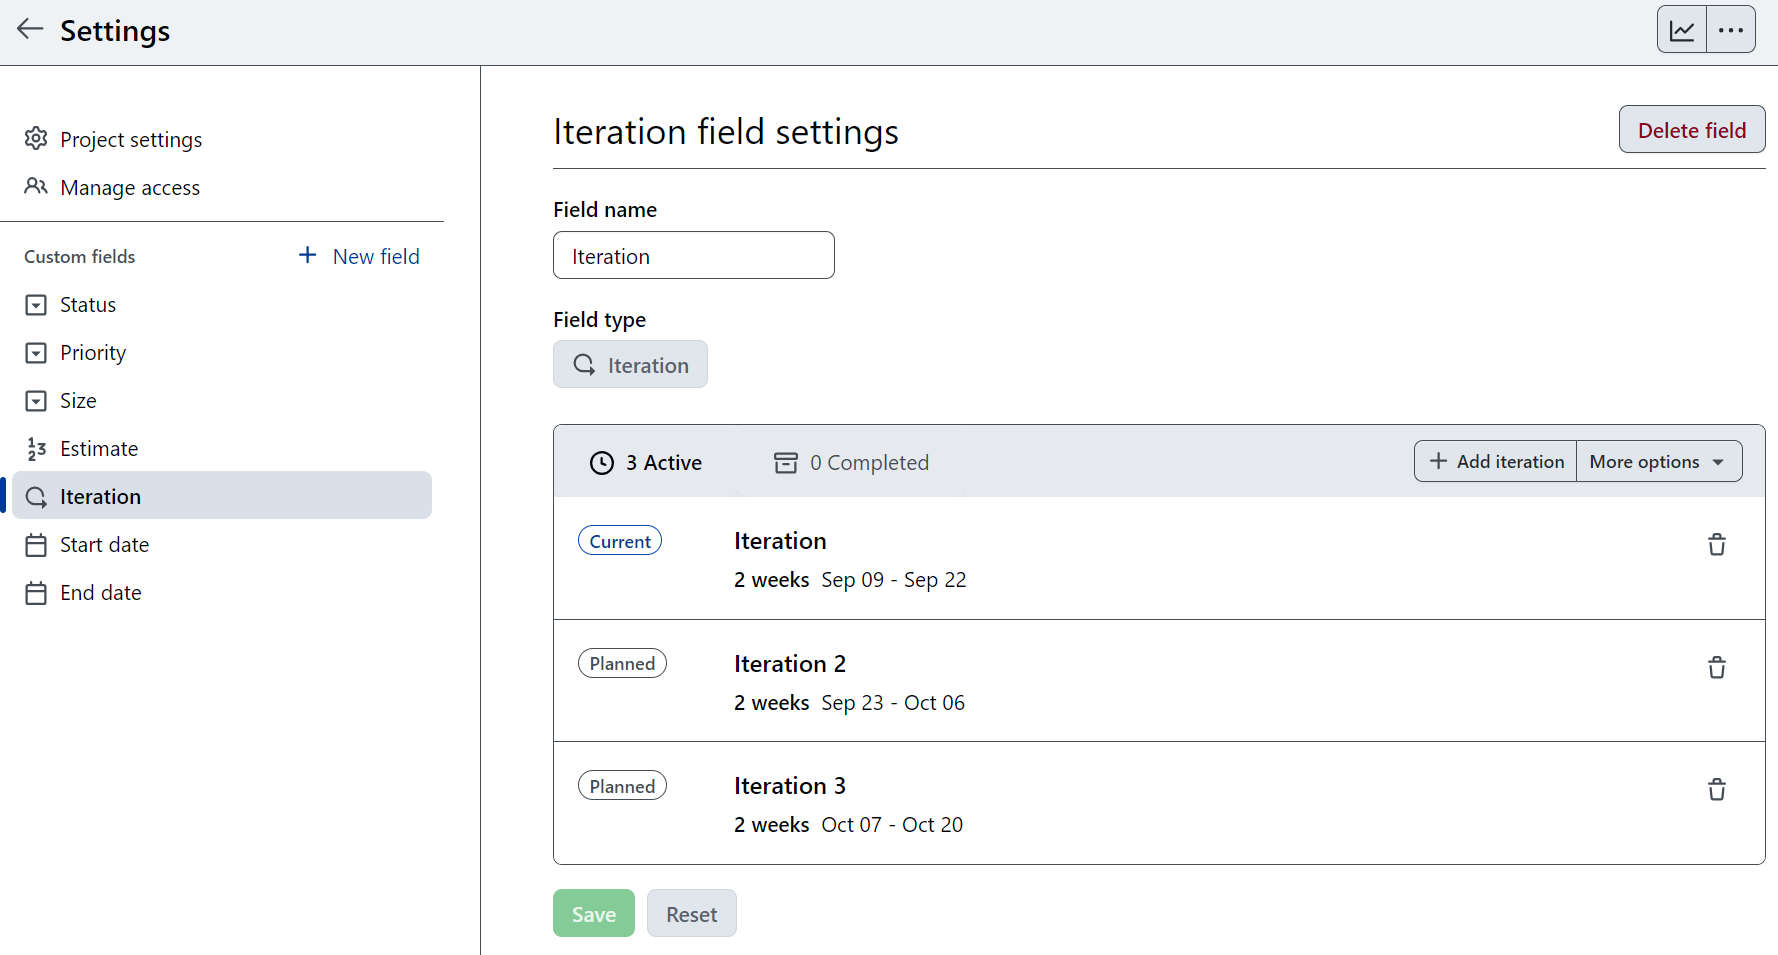 Settings
Project settings
Manage access
Custom fields
New field
Status
Priority
Size
Estimate
Iteration
Start date
End date
Iteration field settings
Delete field
Field name
Iteration
Field type
Iteration
3 Active
0 Completed
Add iteration
More options
Current
Iteration
2 weeks Sep 09 - Sep 22
Planned
Iteration 2
2 weeks Sep 23 - Oct 06
Planned
Iteration 3
2 weeks Oct 07 - Oct 20
Save
Reset